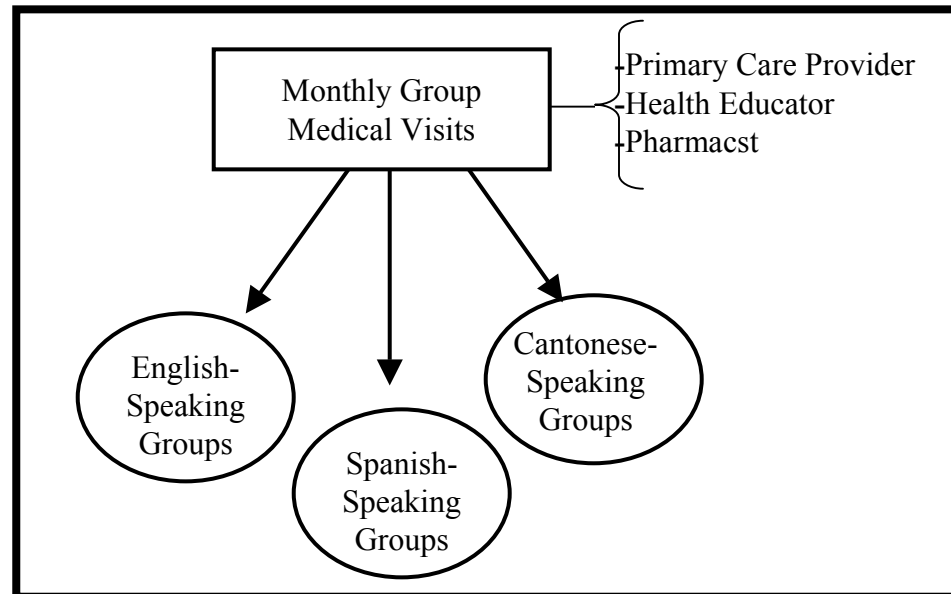 Monthly Group
Medical Visits
-Primary Care Provider
-Health Educator
-Pharmacst
English-
Speaking
Groups
Spanish-
Speaking
Groups
Cantonese-
Speaking
Groups